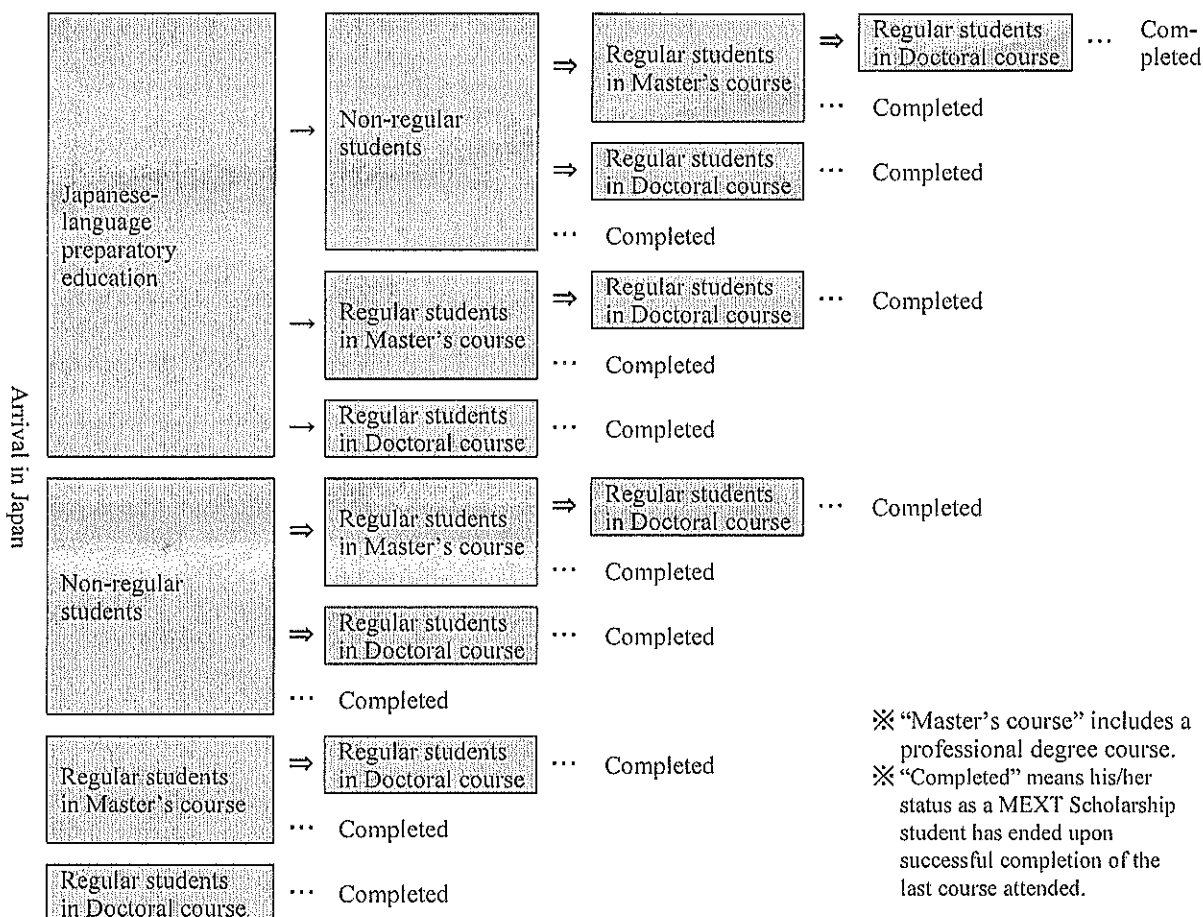 Arrival in Japan
Japanese-
language
preparatory
education
→
Non-regular
students
⇒
Regular students
in Master's course
⇒
Regular students
in Doctoral course
… Com-
pleted
… Completed
⇒
Regular students
in Doctoral course
… Completed
… Completed
→
Regular students
in Master's course
⇒
Regular students
in Doctoral course
… Completed
… Completed
→
Regular students
in Doctoral course
… Completed
Non-regular
students
⇒
Regular students
in Master's course
⇒
Regular students
in Doctoral course
… Completed
… Completed
⇒
Regular students
in Doctoral course
… Completed
… Completed
Regular students
in Master's course
⇒
Regular students
in Doctoral course
… Completed
… Completed
Regular students
in Doctoral course
… Completed
※ “Master's course” includes a
professional degree course.
※ “Completed” means his/her
status as a MEXT Scholarship
student has ended upon
successful completion of the
last course attended.